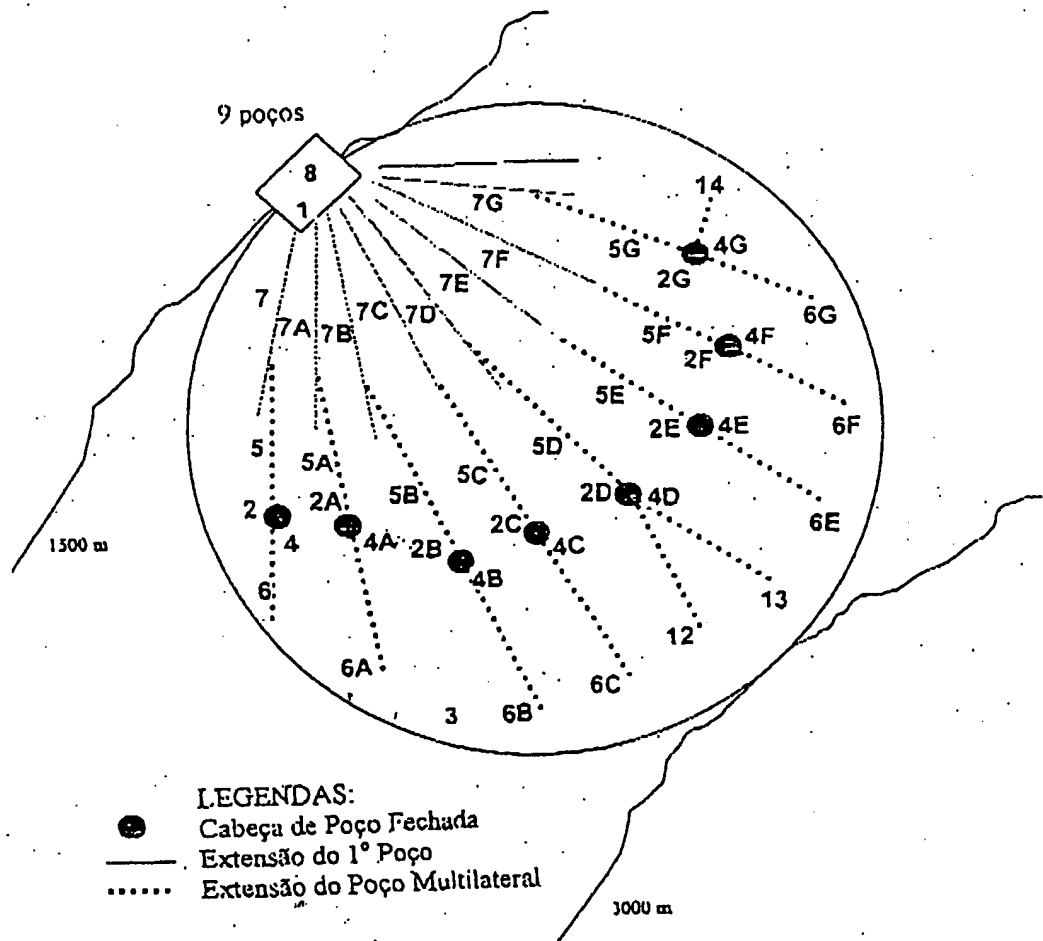 9 poços
8
1
14
7G
5G
4G
2G
6G
7F
7E
7
7A
7B
7C
7D
5F
4F
2F
6F
5E
2E
4E
6E
5
5A
5B
5C
5D
2
2A
4
4A
2B
4B
2C
4C
2D
4D
6
6A
3
6B
6C
12
13
1500 m
3000 m
LEGENDAS:
Cabeça de Poço Fechada
Extensão do 1º Poço
Extensão do Poço Multilateral